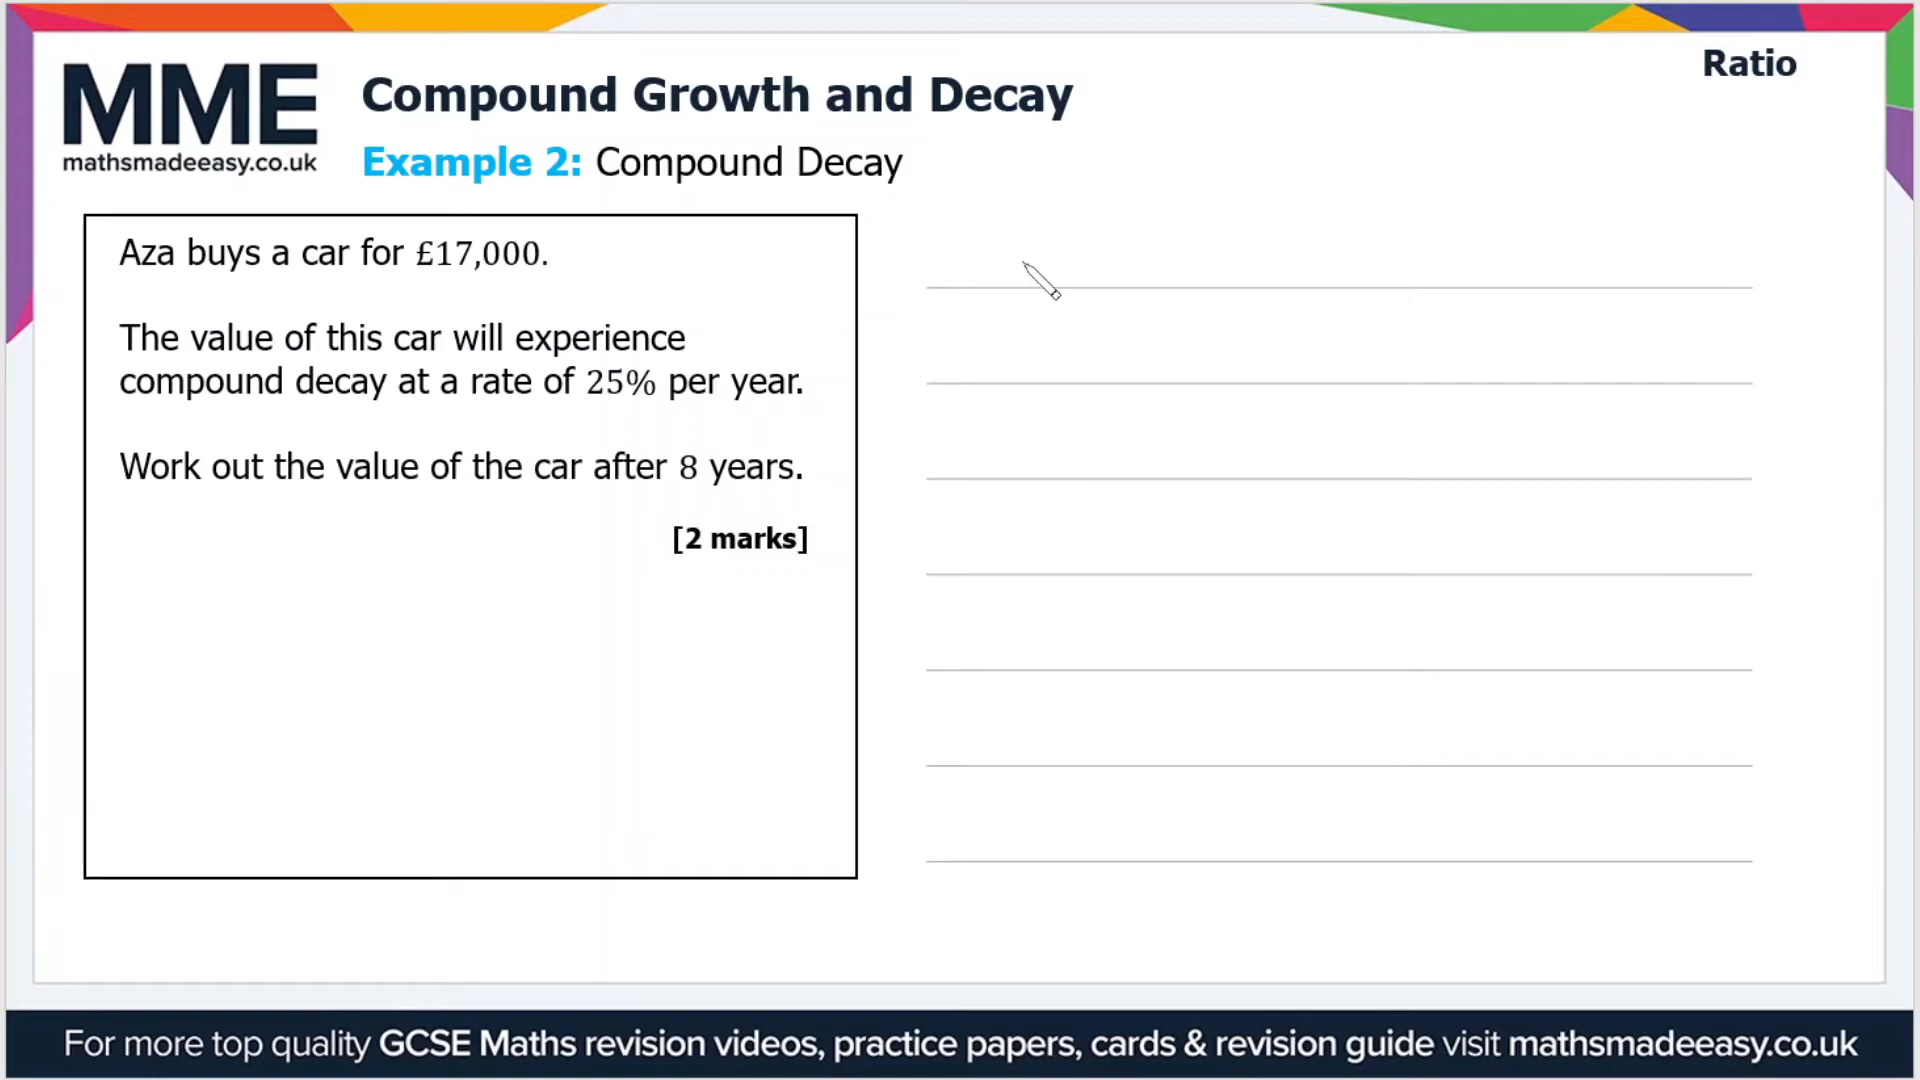 Ratio
MME
mathsmadeeasy.co.uk
Compound Growth and Decay
Example 2: Compound Decay
Aza buys a car for £17,000.
The value of this car will experience
compound decay at a rate of 25% per year.
Work out the value of the car after 8 years.
[2 marks]
For more top quality GCSE Maths revision videos, practice papers, cards & revision guide visit mathsmadeeasy.co.uk